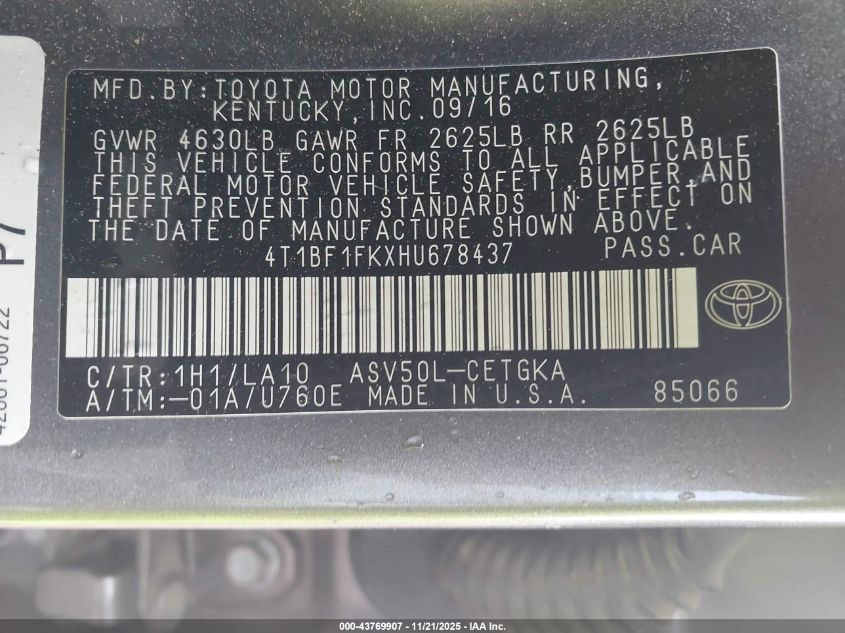 MFD.BY:TOYOTA MOTOR MANUFACTURING,
KENTUCKY,INC.09/16
GVWR 4630LB GAWR FR 2625LB RR 2625LB
THIS VEHICLE CONFORMS TO ALL APPLICABLE
FEDERAL MOTOR VEHICLE SAFETY,BUMPER,AND
THEFT PREVENTION STANDARDS IN EFFECT ON
THE DATE OF MANUFACTURE SHOWN ABOVE.
4T1BF1FKXHU678437 PASS.CAR
C/TR:1H1/LA10 ASV50L-CETGKA
A/TM:-01A/U760E MADE IN U.S.A. 85066
P7
000-43769907 - 11/21/2025 - IAA Inc.